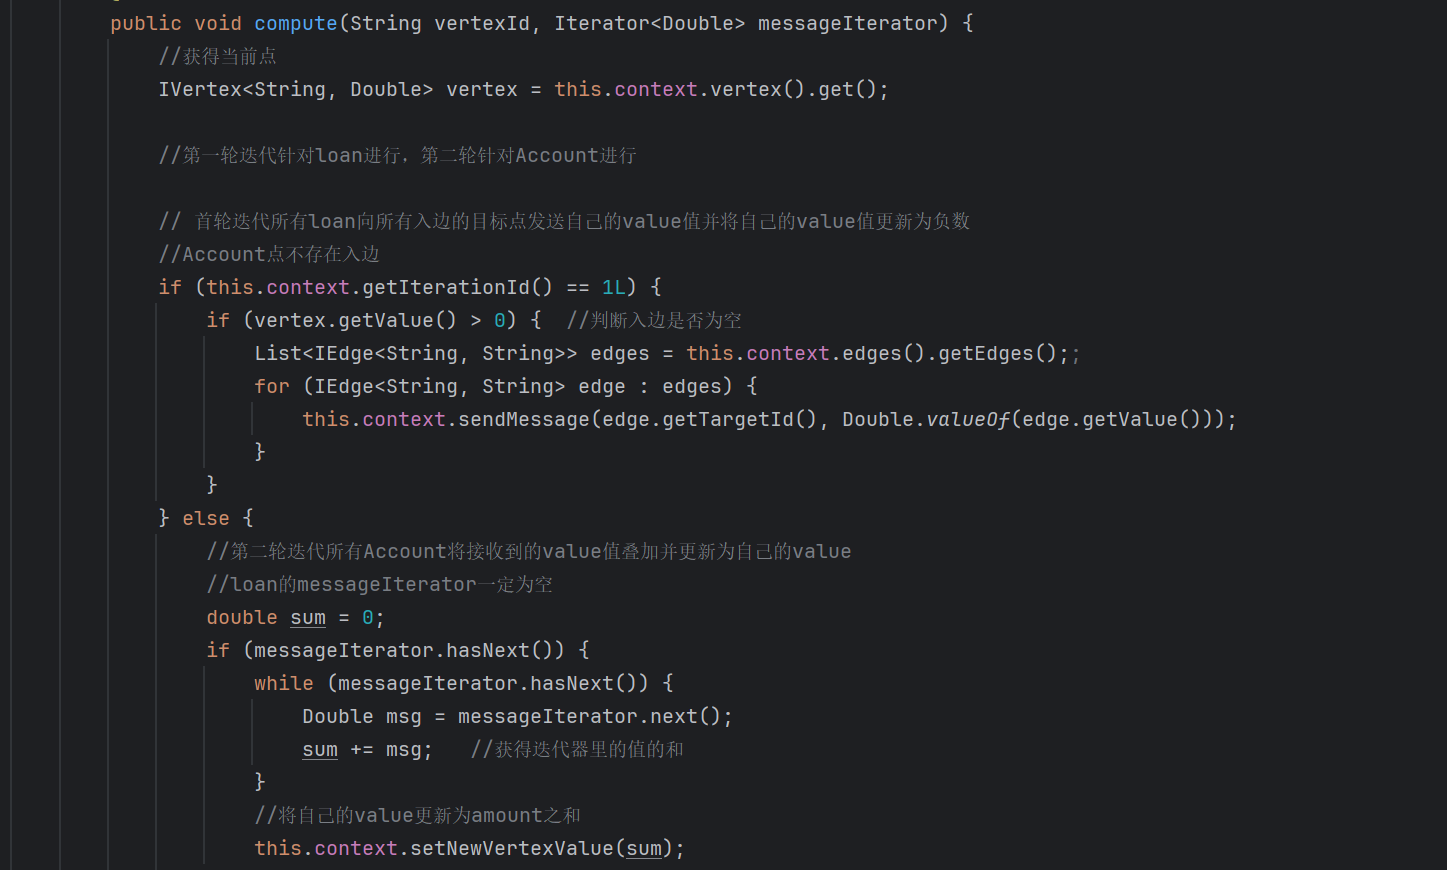 public void compute(String vertexId, Iterator<Double> messageIterator) {
//获得当前点
IVertex<String, Double> vertex = this.context.vertex().get();
//第一轮迭代针对loan进行，第二轮针对Account进行
// 首轮迭代所有loan向所有入边的目标点发送自己的value值并将自己的value值更新为负数
//Account点不存在入边
if (this.context.getIterationId() == 1L) {
if (vertex.getValue() > 0) {  //判断入边是否为空
List<IEdge<String, String>> edges = this.context.edges().getEdges();;
for (IEdge<String, String> edge : edges) {
this.context.sendMessage(edge.getTargetId(), Double.valueOf(edge.getValue()));
}
}
} else {
//第二轮迭代所有Account将接收到的value值叠加并更新为自己的value
//loan的messageIterator一定为空
double sum = 0;
if (messageIterator.hasNext()) {
while (messageIterator.hasNext()) {
Double msg = messageIterator.next();
sum += msg;   //获得迭代器里的值的和
}
//将自己的value更新为amount之和
this.context.setNewVertexValue(sum);